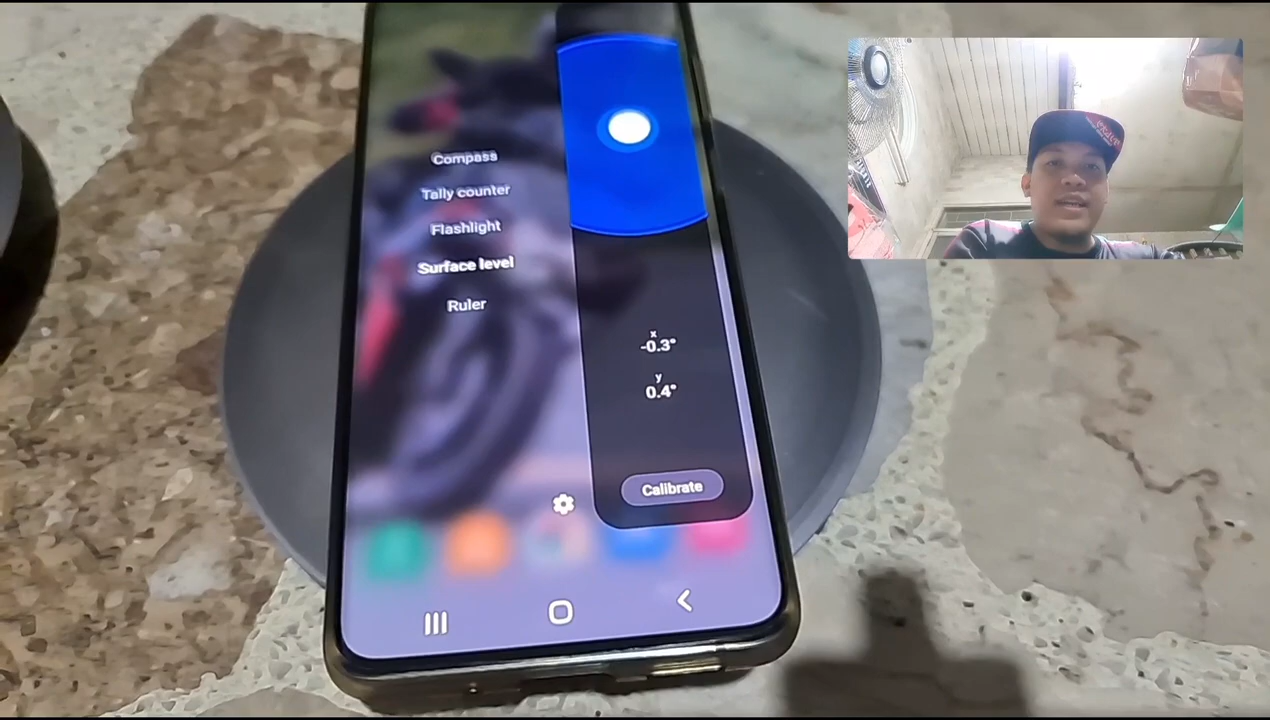 Compass
Tally counter
Flashlight
Surface level
Ruler
x
-0.3°
y
0.4°
Calibrate